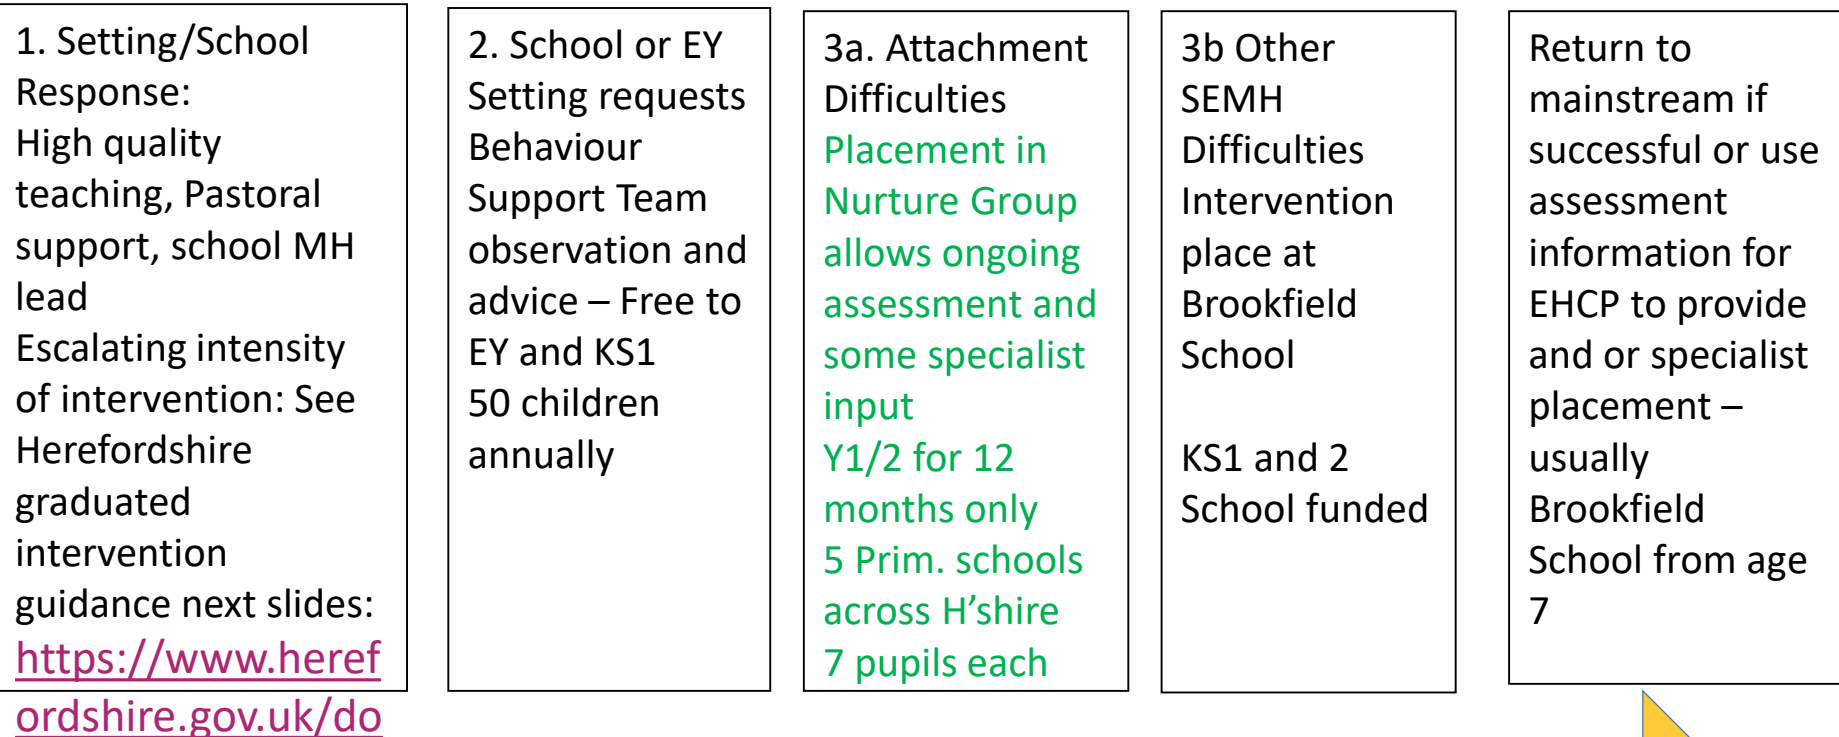 1. Setting/School
Response:
High quality
teaching, Pastoral
support, school MH
lead
Escalating intensity
of intervention: See
Herefordshire
graduated
intervention
guidance next slides:
https://www.heref
ordshire.gov.uk/do
2. School or EY
Setting requests
Behaviour
Support Team
observation and
advice – Free to
EY and KS1
50 children
annually
3a. Attachment
Difficulties
Placement in
Nurture Group
allows ongoing
assessment and
some specialist
input
Y1/2 for 12
months only
5 Prim. schools
across H’shire
7 pupils each
3b Other
SEMH
Difficulties
Intervention
place at
Brookfield
School
KS1 and 2
School funded
Return to
mainstream if
successful or use
assessment
information for
EHCP to provide
and or specialist
placement –
usually
Brookfield
School from age
7